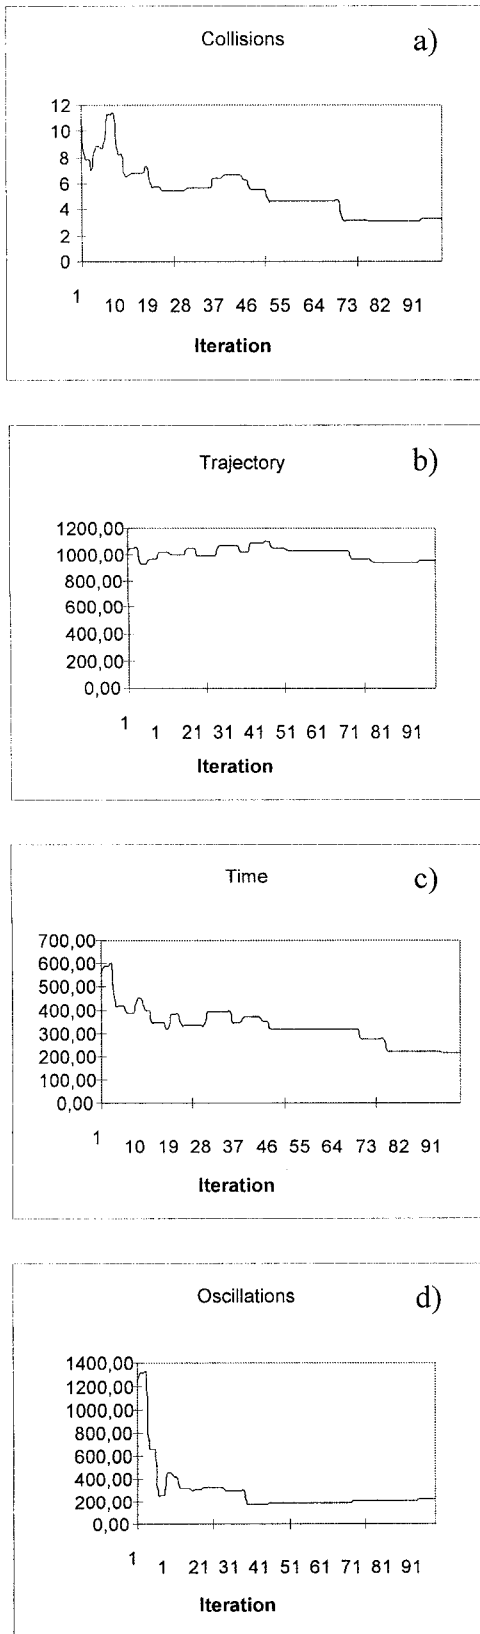 Collisions a)
12
10
8
6
4
2
0
1 10 19 28 37 46 55 64 73 82 91
Iteration
Trajectory b)
1200,00
1000,00
800,00
600,00
400,00
200,00
0,00
1 1 21 31 41 51 61 71 81 91
Iteration
Time c)
700,00
600,00
500,00
400,00
300,00
200,00
100,00
0,00
1 10 19 28 37 46 55 64 73 82 91
Iteration
Oscillations d)
1400,00
1200,00
1000,00
800,00
600,00
400,00
200,00
0,00
1 1 21 31 41 51 61 71 81 91
Iteration